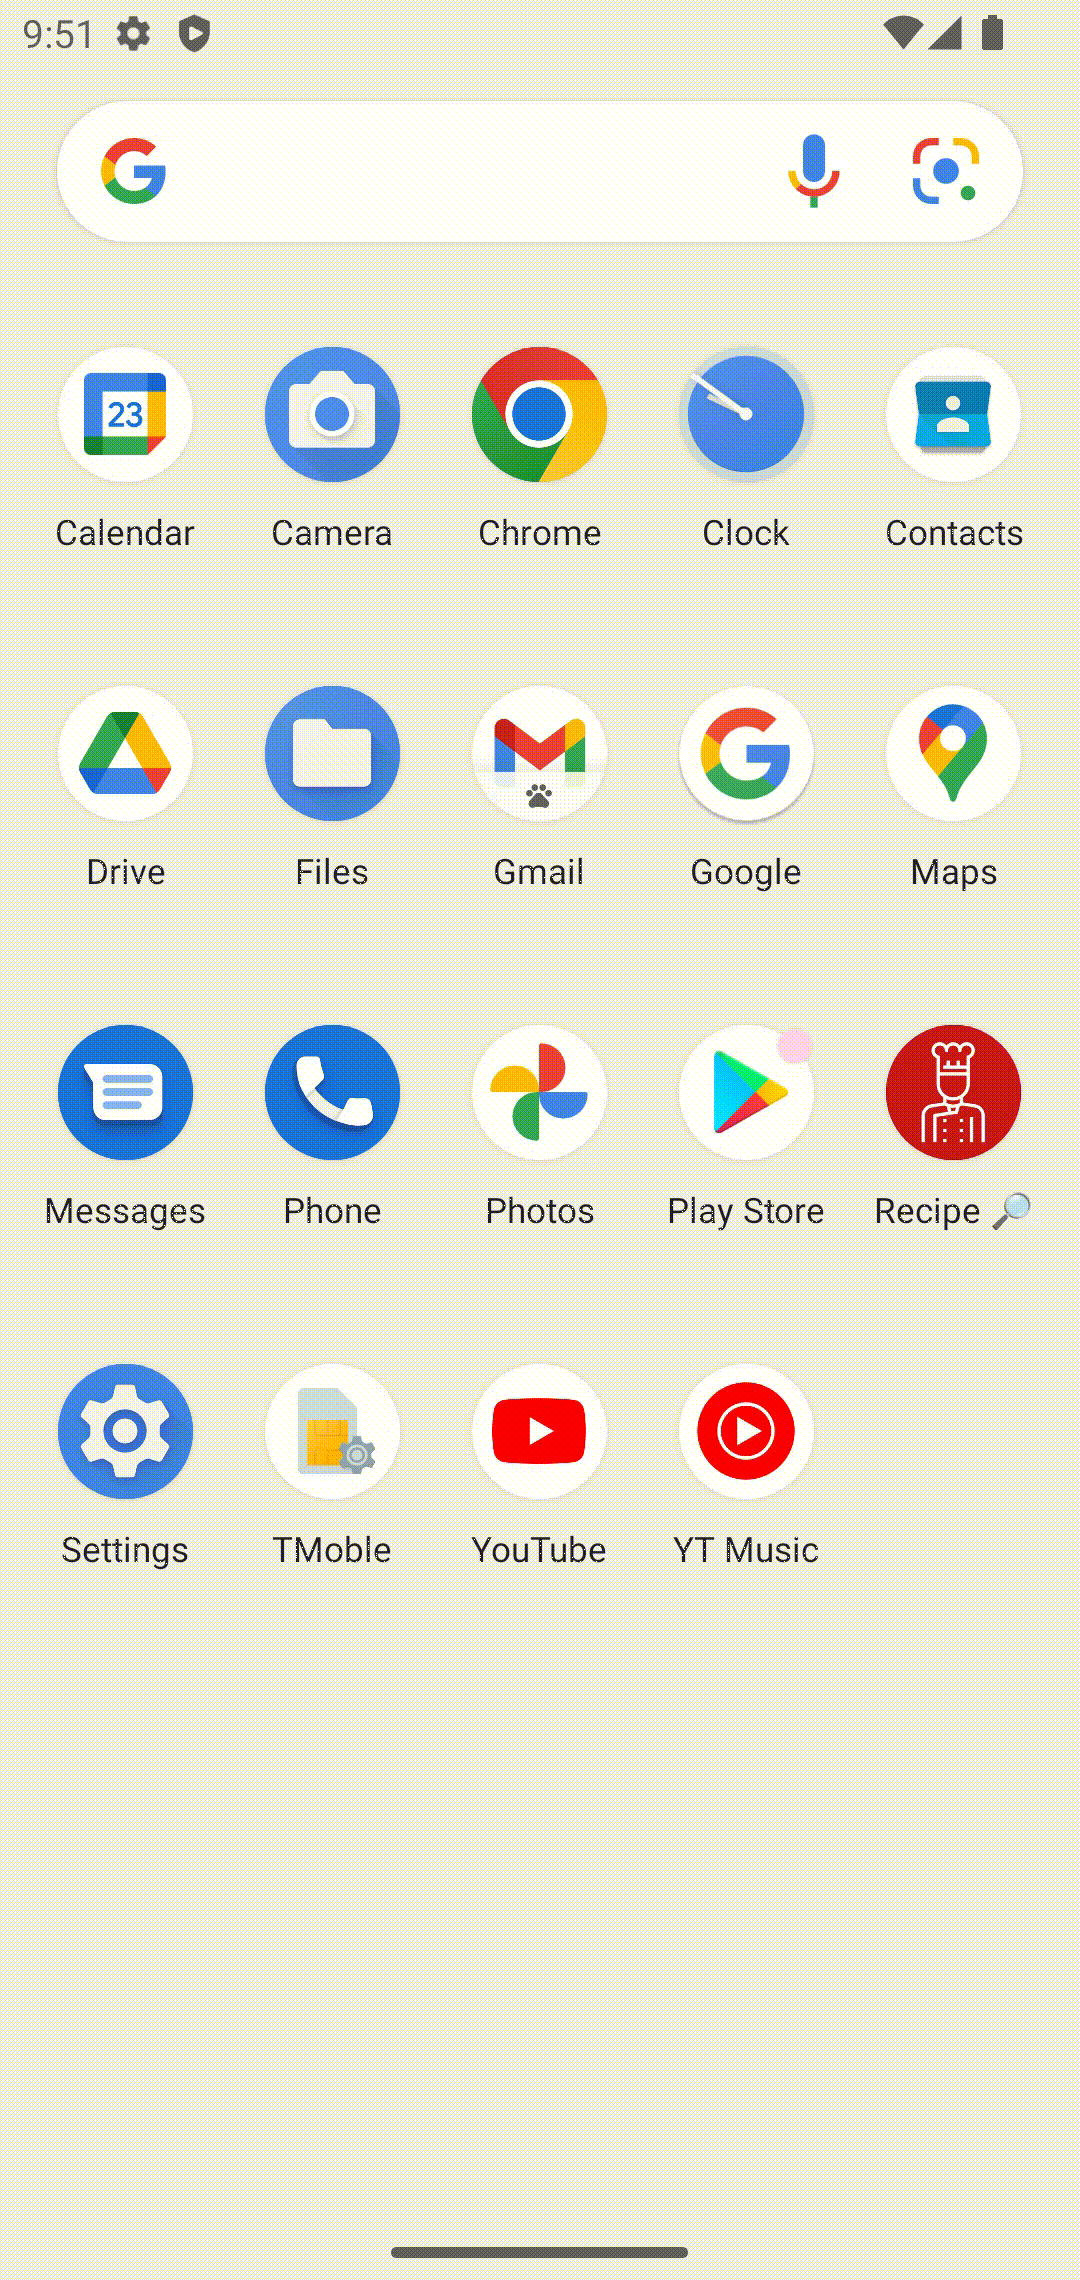 9:51
23
Calendar
Camera
Chrome
Clock
Contacts
Drive
Files
Gmail
Google
Maps
Messages
Phone
Photos
Play Store
Recipe 🔎
Settings
TMoble
YouTube
YT Music